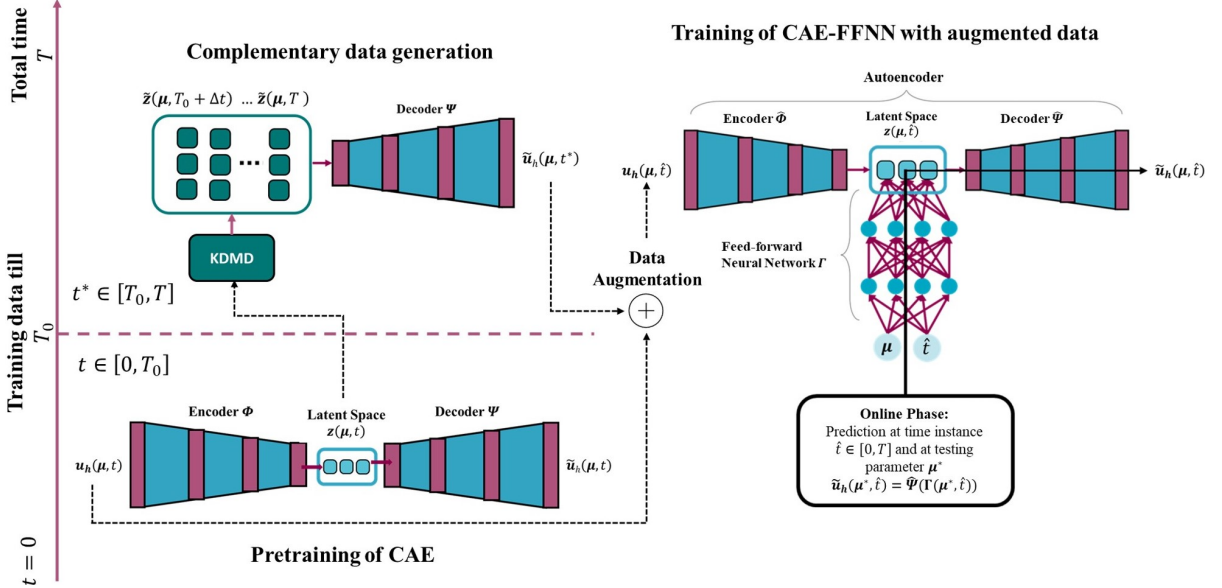 Total time
T
Training data till
T₀
t = 0
Complementary data generation
z̃(μ, T₀ + Δt) … z̃(μ, T)
...
Decoder Ψ
ũₕ(μ, t*)
KDMD
t* ∈ [T₀, T]
t ∈ [0, T₀]
Encoder Φ
Latent Space
z(μ, t)
Decoder Ψ
uₕ(μ, t)
ũₕ(μ, t)
Pretraining of CAE
Data
Augmentation
+
Training of CAE-FFNN with augmented data
Autoencoder
Encoder Φ̂
Latent Space
z(μ, t̂)
Decoder Ψ̂
uₕ(μ, t̂)
ũₕ(μ, t̂)
Feed-forward
Neural Network Γ
μ
t̂
Online Phase:
Prediction at time instance
t̂ ∈ [0, T] and at testing
parameter μ*
ũₕ(μ*, t̂) = Ψ̂(Γ(μ*, t̂))